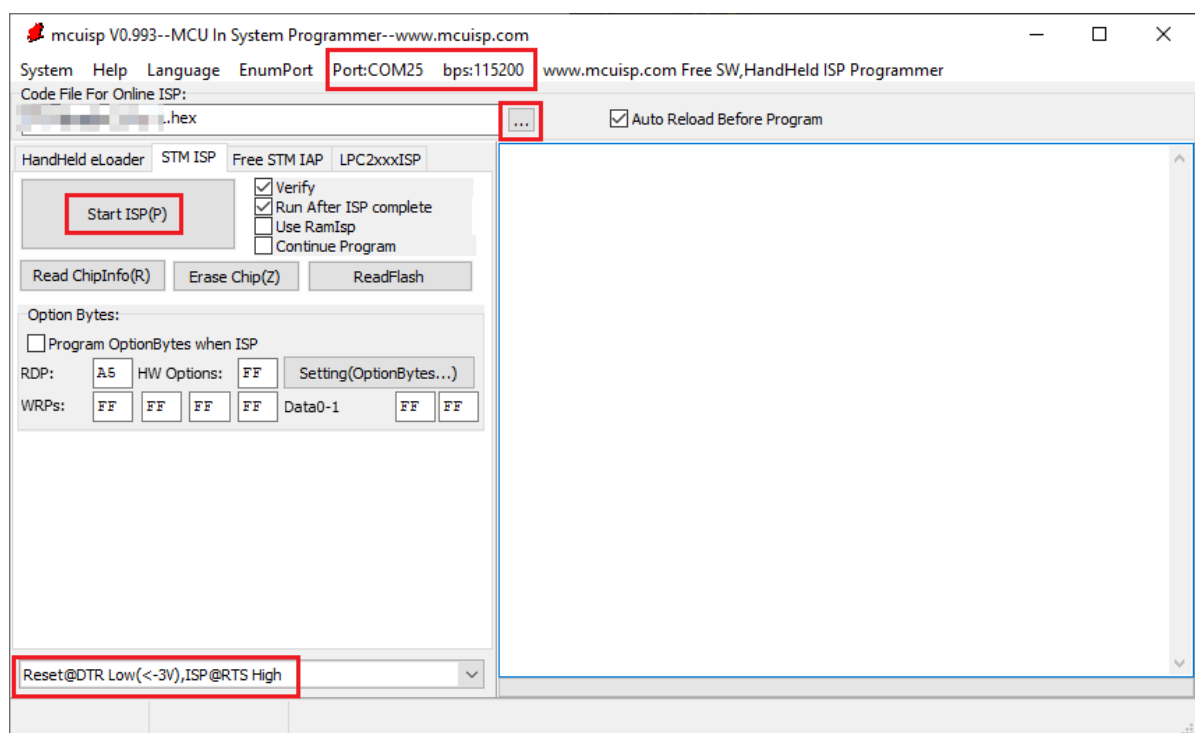 mcuisp V0.993--MCU In System Programmer--www.mcuisp.com
System Help Language EnumPort Port:COM25 bps:115200 www.mcuisp.com Free SW,HandHeld ISP Programmer
Code File For Online ISP:
.hex ... Auto Reload Before Program
HandHeld eLoader STM ISP Free STM IAP LPC2xxxISP
Start ISP(P)
Verify
Run After ISP complete
Use RamIsp
Continue Program
Read ChipInfo(R) Erase Chip(Z) ReadFlash
Option Bytes:
Program OptionBytes when ISP
RDP: A5 HW Options: FF Setting(OptionBytes...)
WRPs: FF FF FF FF Data0-1 FF FF
Reset@DTR Low(<-3V),ISP@RTS High